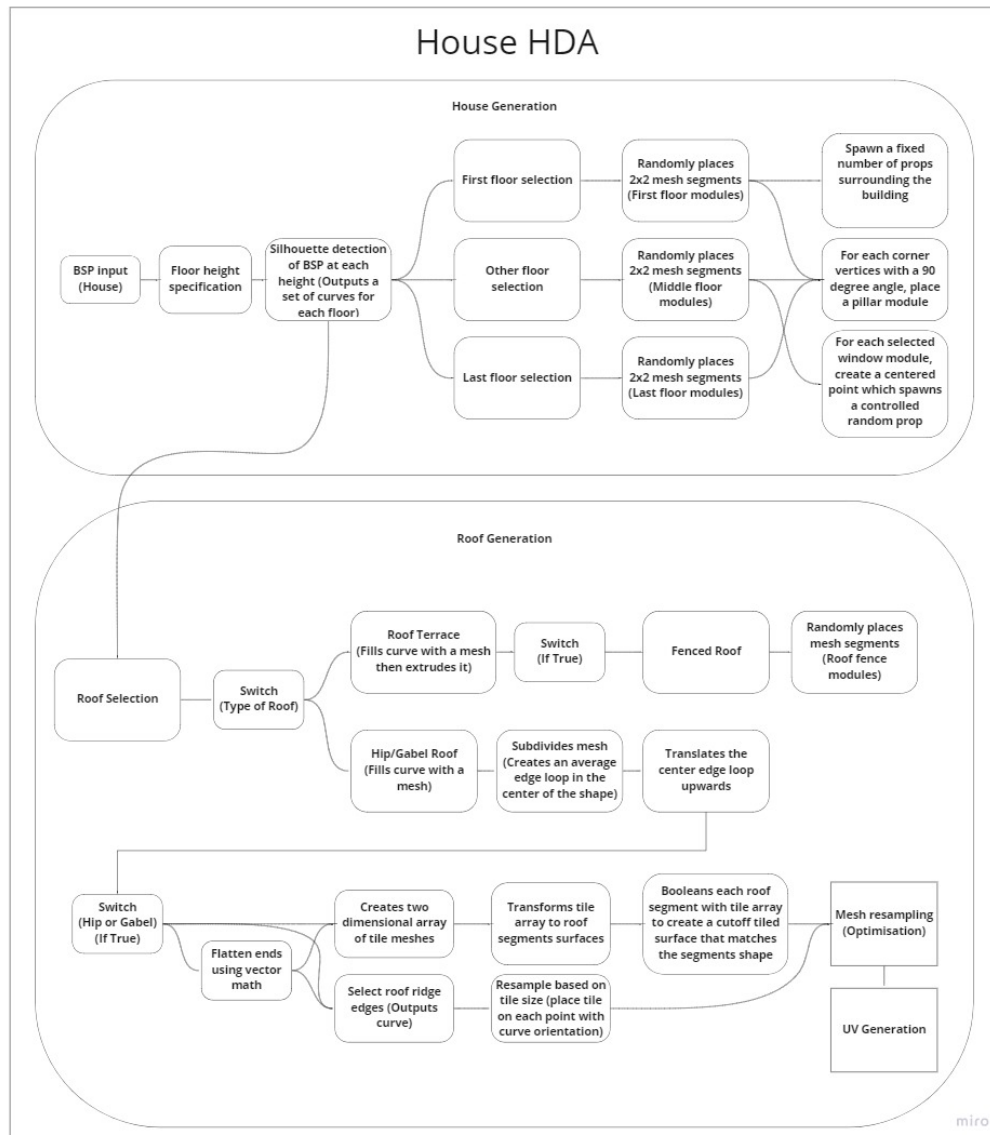 House HDA
House Generation
BSP input
(House)
Floor height
specification
Silhouette detection
of BSP at each
height (Outputs a
set of curves for
each floor)
First floor selection
Randomly places
2x2 mesh segments
(First floor modules)
Spawn a fixed
number of props
surrounding the
building
Other floor
selection
Randomly places
2x2 mesh segments
(Middle floor
modules)
For each corner
vertices with a 90
degree angle, place
a pillar module
Last floor selection
Randomly places
2x2 mesh segments
(Last floor modules)
For each selected
window module,
create a centered
point which spawns
a controlled
random prop
Roof Generation
Roof Selection
Switch
(Type of Roof)
Roof Terrace
(Fills curve with a mesh
then extrudes it)
Switch
(If True)
Fenced Roof
Randomly places
mesh segments
(Roof fence
modules)
Hip/Gabel Roof
(Fills curve with a
mesh)
Subdivides mesh
(Creates an average
edge loop in the
center of the shape)
Translates the
center edge loop
upwards
Switch
(Hip or Gabel)
(If True)
Flatten ends
using vector
math
Creates two
dimensional array
of tile meshes
Transforms tile
array to roof
segments surfaces
Booleans each roof
segment with tile array
to create a cutoff tiled
surface that matches
the segments shape
Select roof ridge
edges (Outputs
curve)
Resample based on
tile size (place tile
on each point with
curve orientation)
Mesh resampling
(Optimisation)
UV Generation
miro